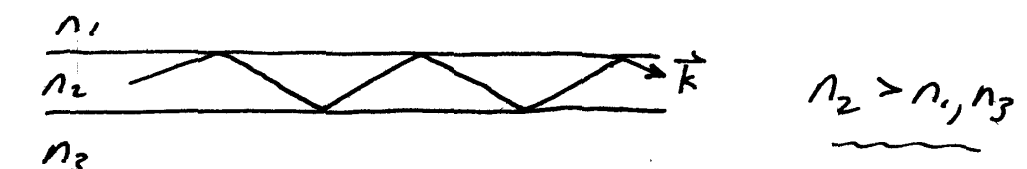 n₁
n₂
k⃗
n₂ > n₁, n₃
n₃